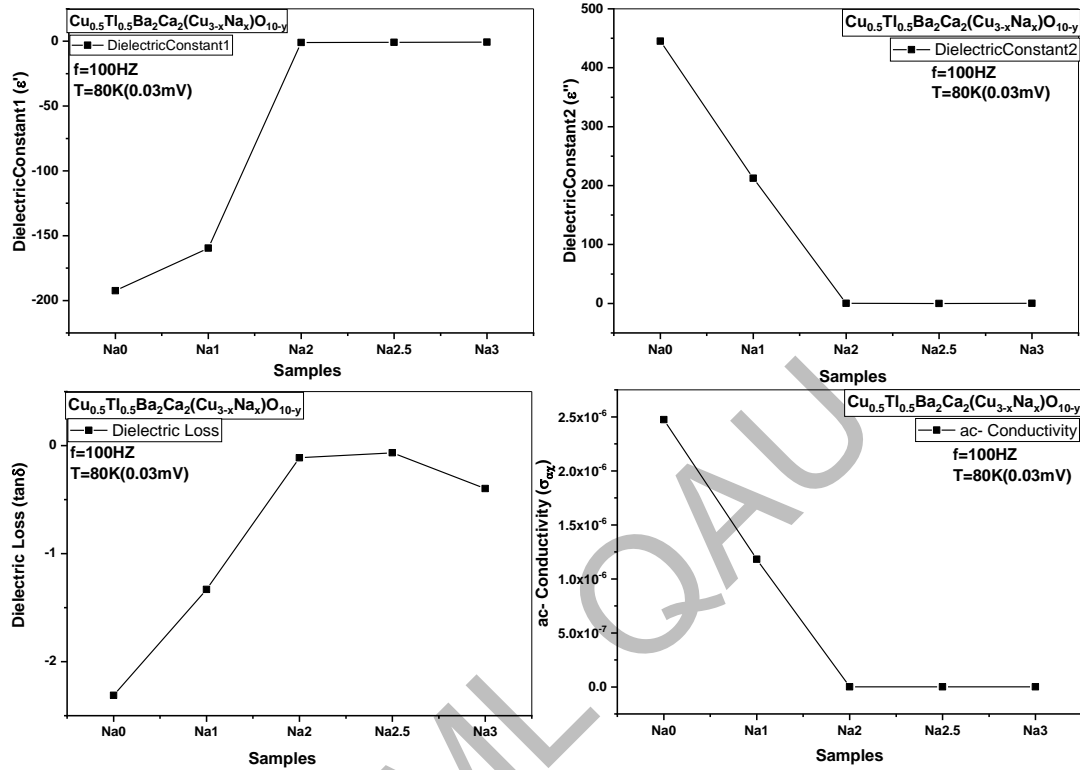 Cu0.5Tl0.5Ba2Ca2(Cu3-xNax)O10-y
DielectricConstant1
f=100HZ
T=80K(0.03mV)
DielectricConstant1 (ε')
0
-50
-100
-150
-200
Na0 Na1 Na2 Na2.5 Na3
Samples
Cu0.5Tl0.5Ba2Ca2(Cu3-xNax)O10-y
DielectricConstant2
f=100HZ
T=80K(0.03mV)
DielectricConstant2 (ε'')
500
400
300
200
100
0
Na0 Na1 Na2 Na2.5 Na3
Samples
Cu0.5Tl0.5Ba2Ca2(Cu3-xNax)O10-y
Dielectric Loss
f=100HZ
T=80K(0.03mV)
Dielectric Loss (tanδ)
0
-1
-2
Na0 Na1 Na2 Na2.5 Na3
Samples
Cu0.5Tl0.5Ba2Ca2(Cu3-xNax)O10-y
ac- Conductivity
f=100HZ
T=80K(0.03mV)
ac- Conductivity (σαχ)
2.5x10-6
2.0x10-6
1.5x10-6
1.0x10-6
5.0x10-7
0.0
Na0 Na1 Na2 Na2.5 Na3
Samples
ML QAU